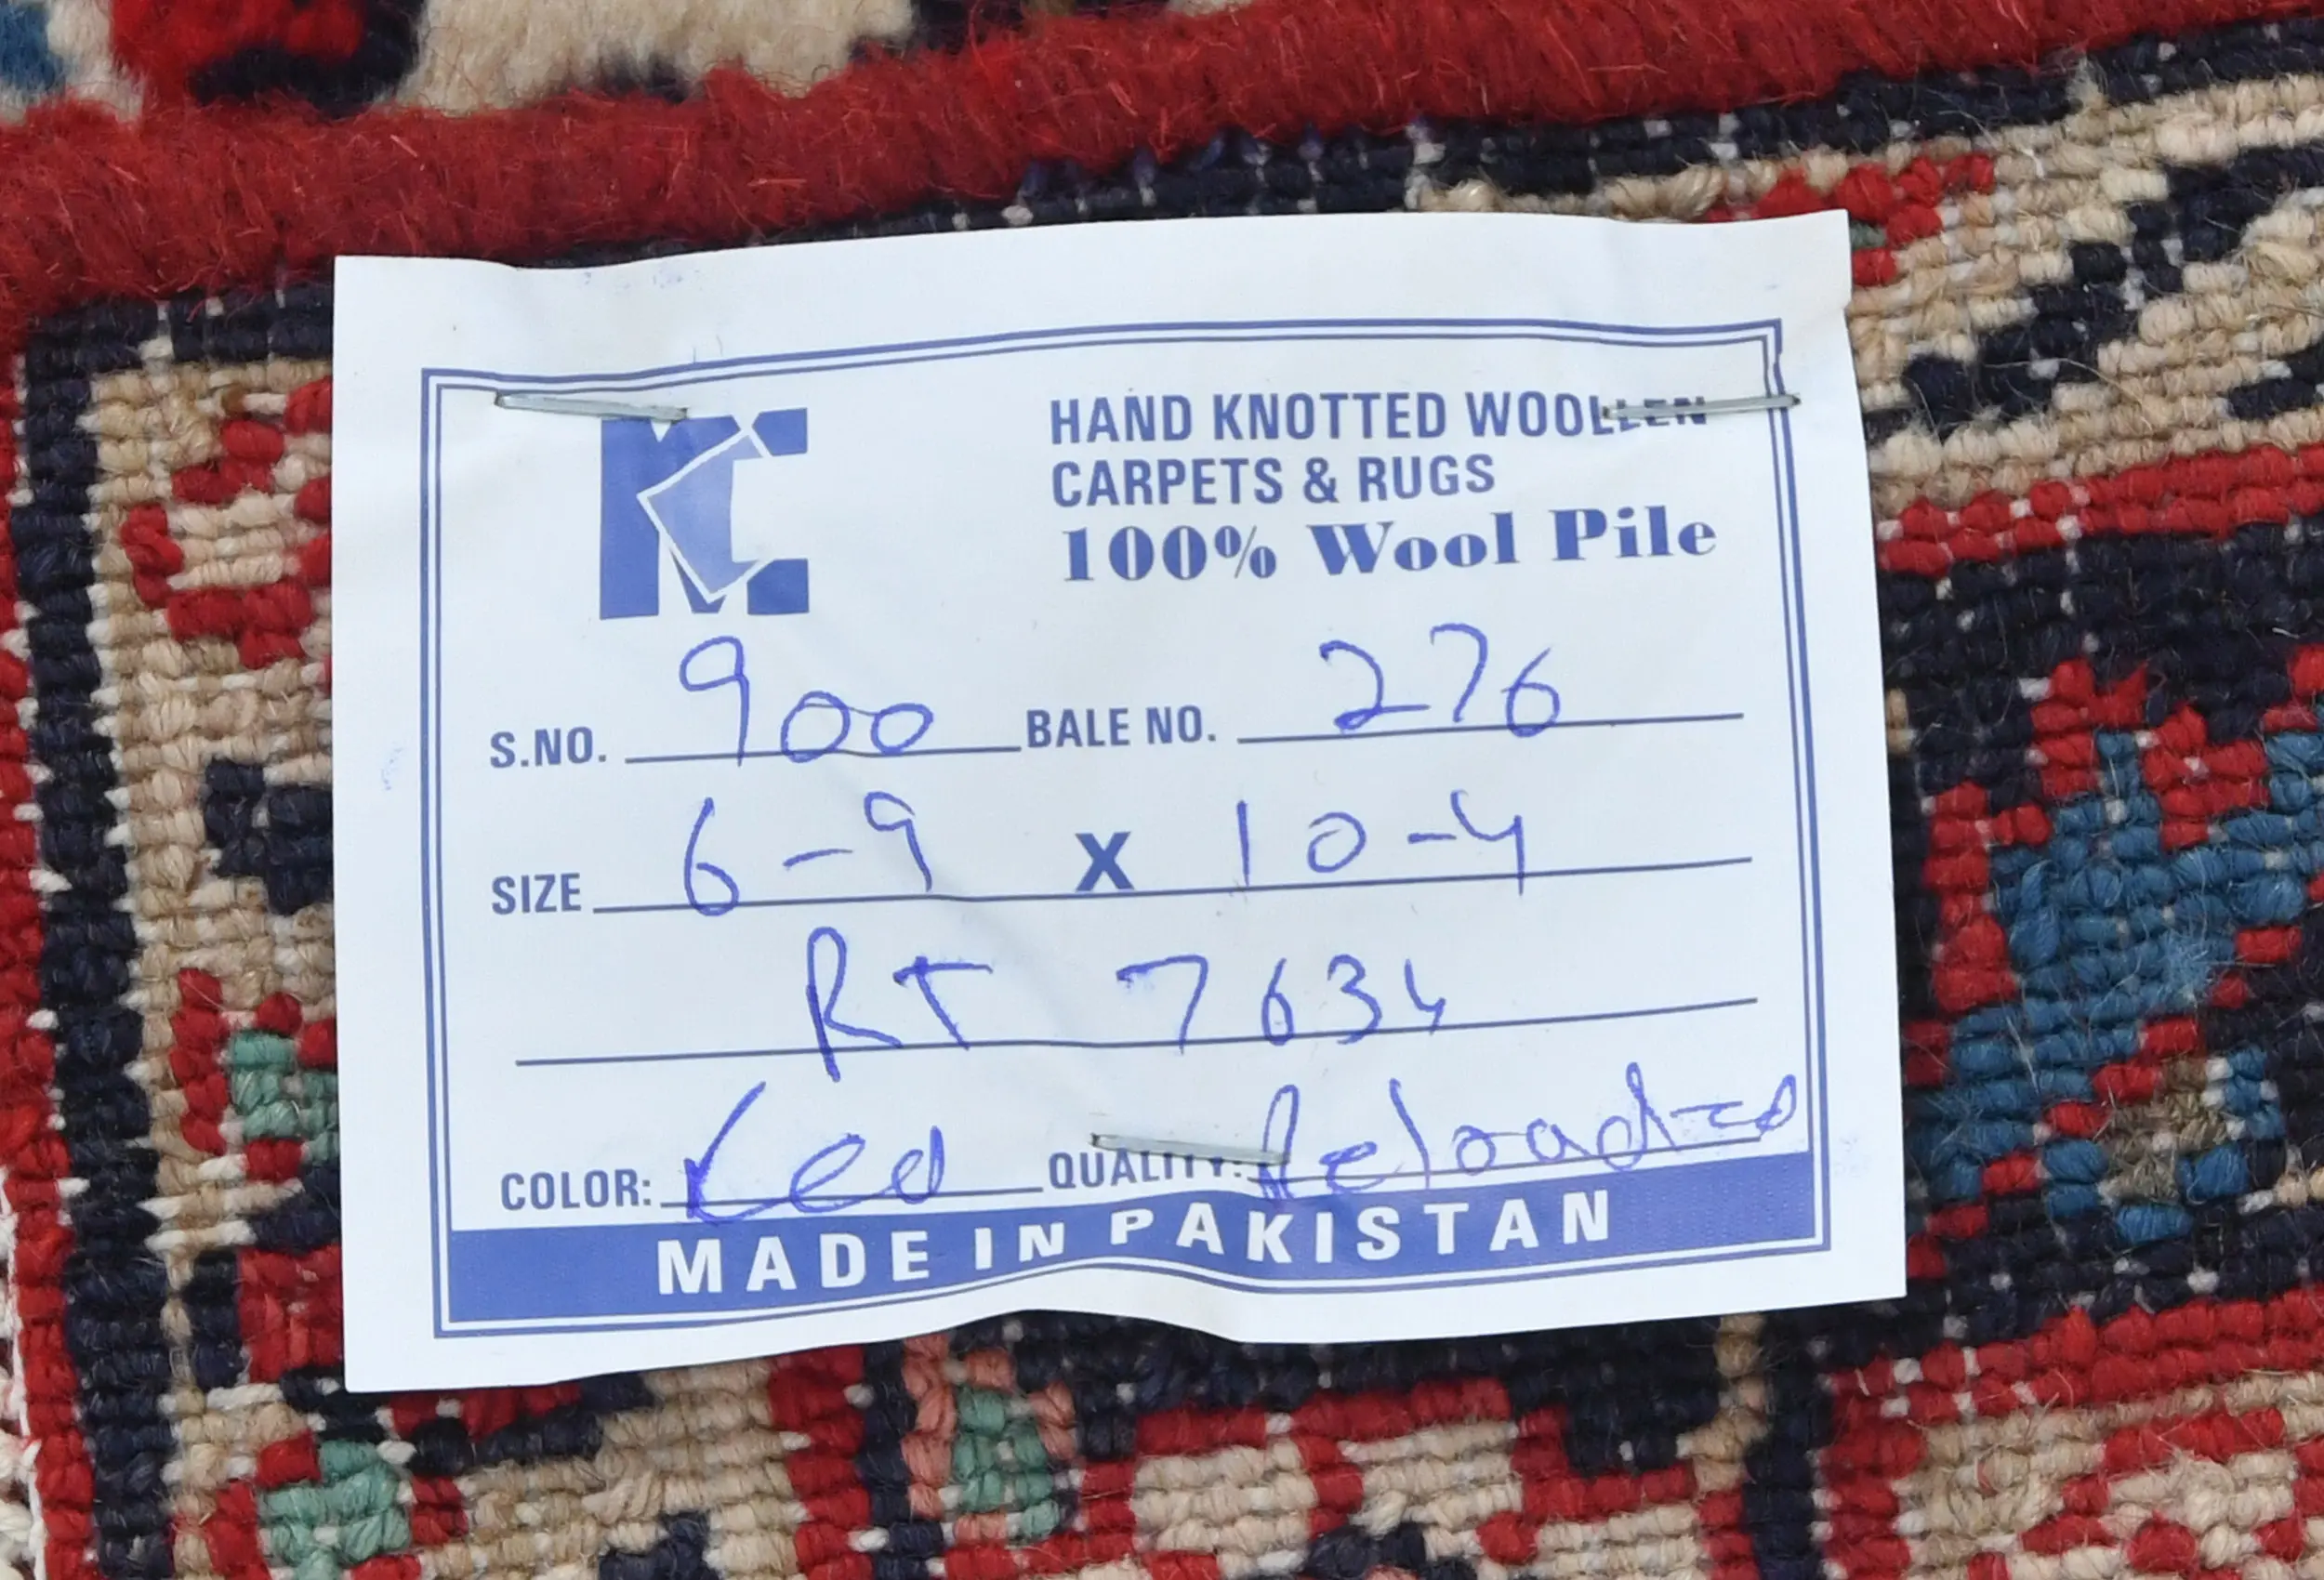 MC
HAND KNOTTED WOOLLEN
CARPETS & RUGS
100% Wool Pile
S.NO. 900 BALE NO. 276
SIZE 6-9 X 10-4
RT 7634
COLOR: Red QUALITY: Reloaded
MADE IN PAKISTAN